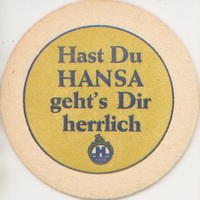 Hast Du
HANSA
geht's Dir
herrlich